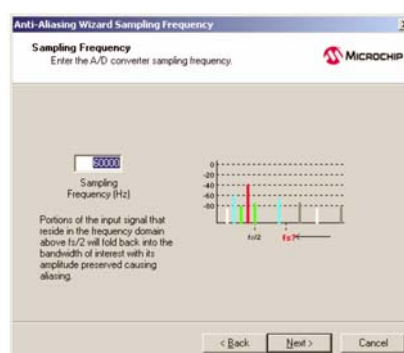 Anti-Aliasing Wizard Sampling Frequency
Sampling Frequency
Enter the A/D converter sampling frequency.
MICROCHIP
60000
Sampling
Frequency (Hz)
Portions of the input signal that
reside in the frequency domain
above fs/2 will fold back into the
bandwidth of interest with its
amplitude preserved causing
aliasing.
0
-20
-40
-60
-80
fs/2
fs?
< Back
Next >
Cancel